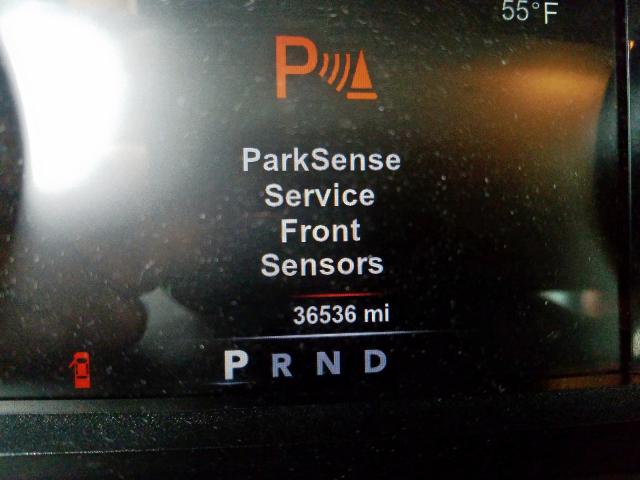 55°F
P
ParkSense
Service
Front
Sensors
36536 mi
P R N D